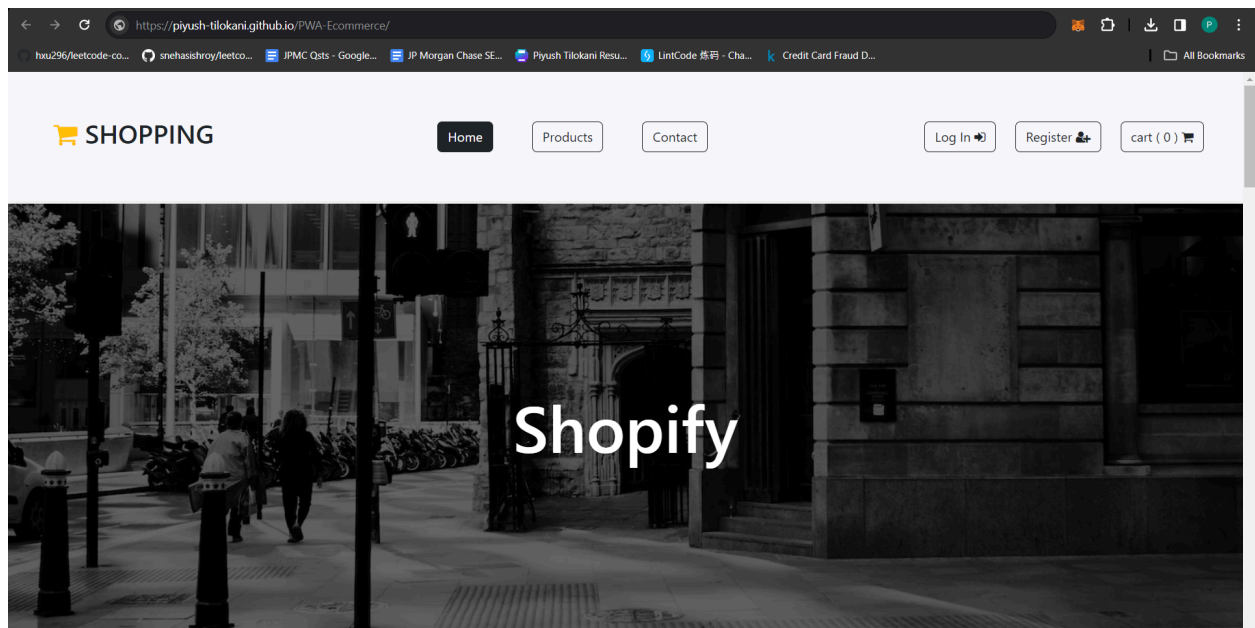 https://piyush-tilokani.github.io/PWA-Ecommerce/
P
hxu296/leetcode-co... snehasishroy/leetco... JPMC Qsts - Google... JP Morgan Chase SE... Piyush Tilokani Resu... LintCode 炼码 - Cha... k Credit Card Fraud D... All Bookmarks
SHOPPING Home Products Contact Log In Register cart ( 0 )
Shopify